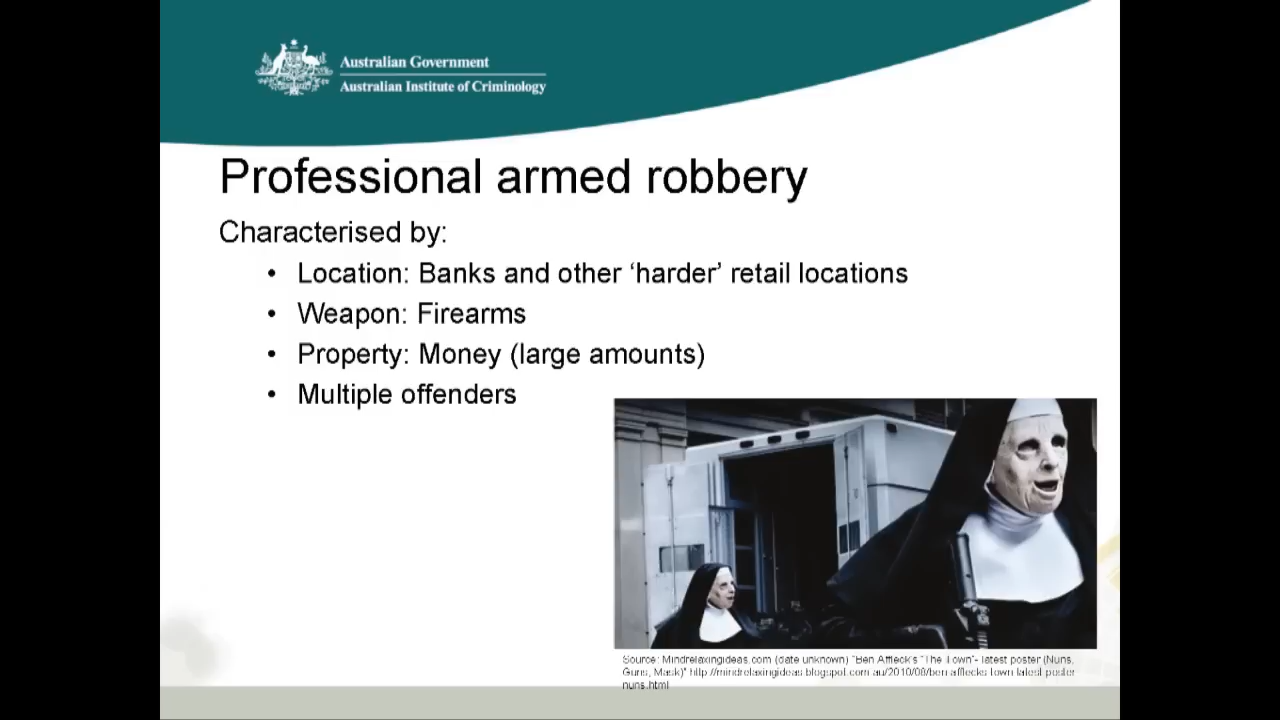 Australian Government
Australian Institute of Criminology
Professional armed robbery
Characterised by:
• Location: Banks and other ‘harder’ retail locations
• Weapon: Firearms
• Property: Money (large amounts)
• Multiple offenders
Source: Mindrelaxingideas.com (date unknown) "Ben Affleck's "The Town"- latest poster (Nuns,
Guns, Mask)" http://mindrelaxingideas.blogspot.com.au/2010/08/ben-afflecks-town-latest-poster-
nuns.html